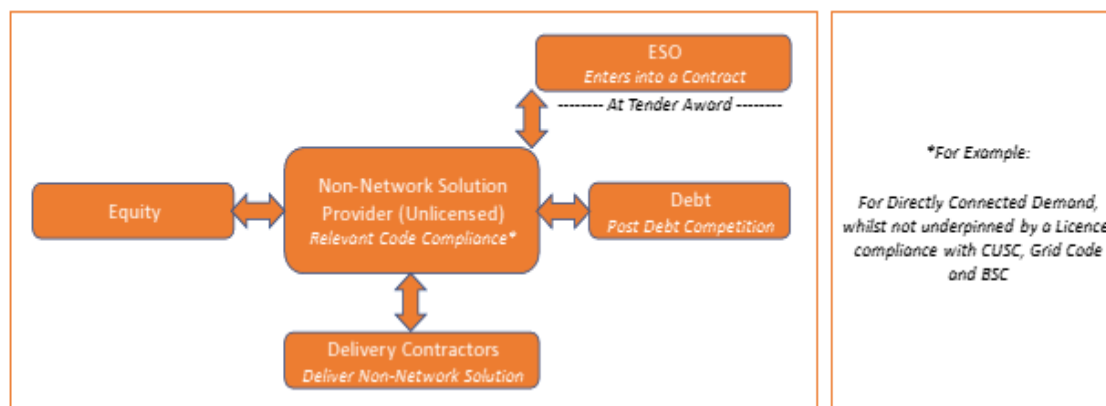 ESO
Enters into a Contract
-------- At Tender Award --------
Non-Network Solution
Provider (Unlicensed)
Relevant Code Compliance*
Equity
Debt
Post Debt Competition
Delivery Contractors
Deliver Non-Network Solution
*For Example:
For Directly Connected Demand,
whilst not underpinned by a Licence
compliance with CUSC, Grid Code
and BSC